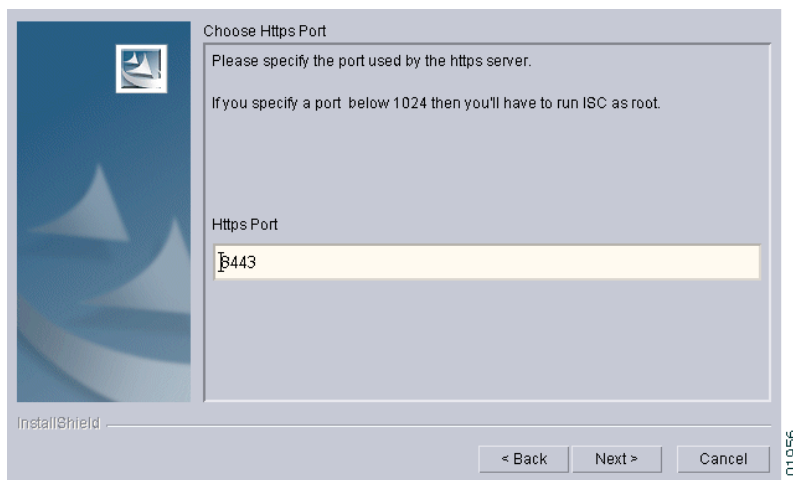 Choose Https Port
Please specify the port used by the https server.
If you specify a port below 1024 then you'll have to run ISC as root.
Https Port
8443
InstallShield
< Back
Next >
Cancel
01956